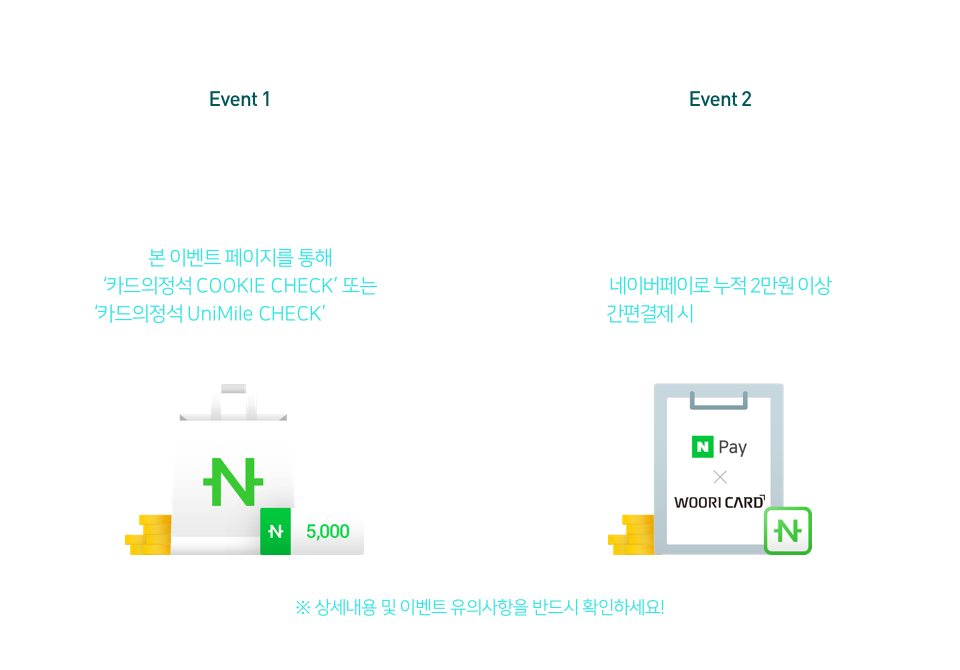 Event 1
본 이벤트 페이지를 통해
‘카드의정석 COOKIE CHECK’ 또는
‘카드의정석 UniMile CHECK’
5,000
Event 2
네이버페이로 누적 2만원 이상
간편결제 시
N Pay
WOORI CARD
※ 상세내용 및 이벤트 유의사항을 반드시 확인하세요!